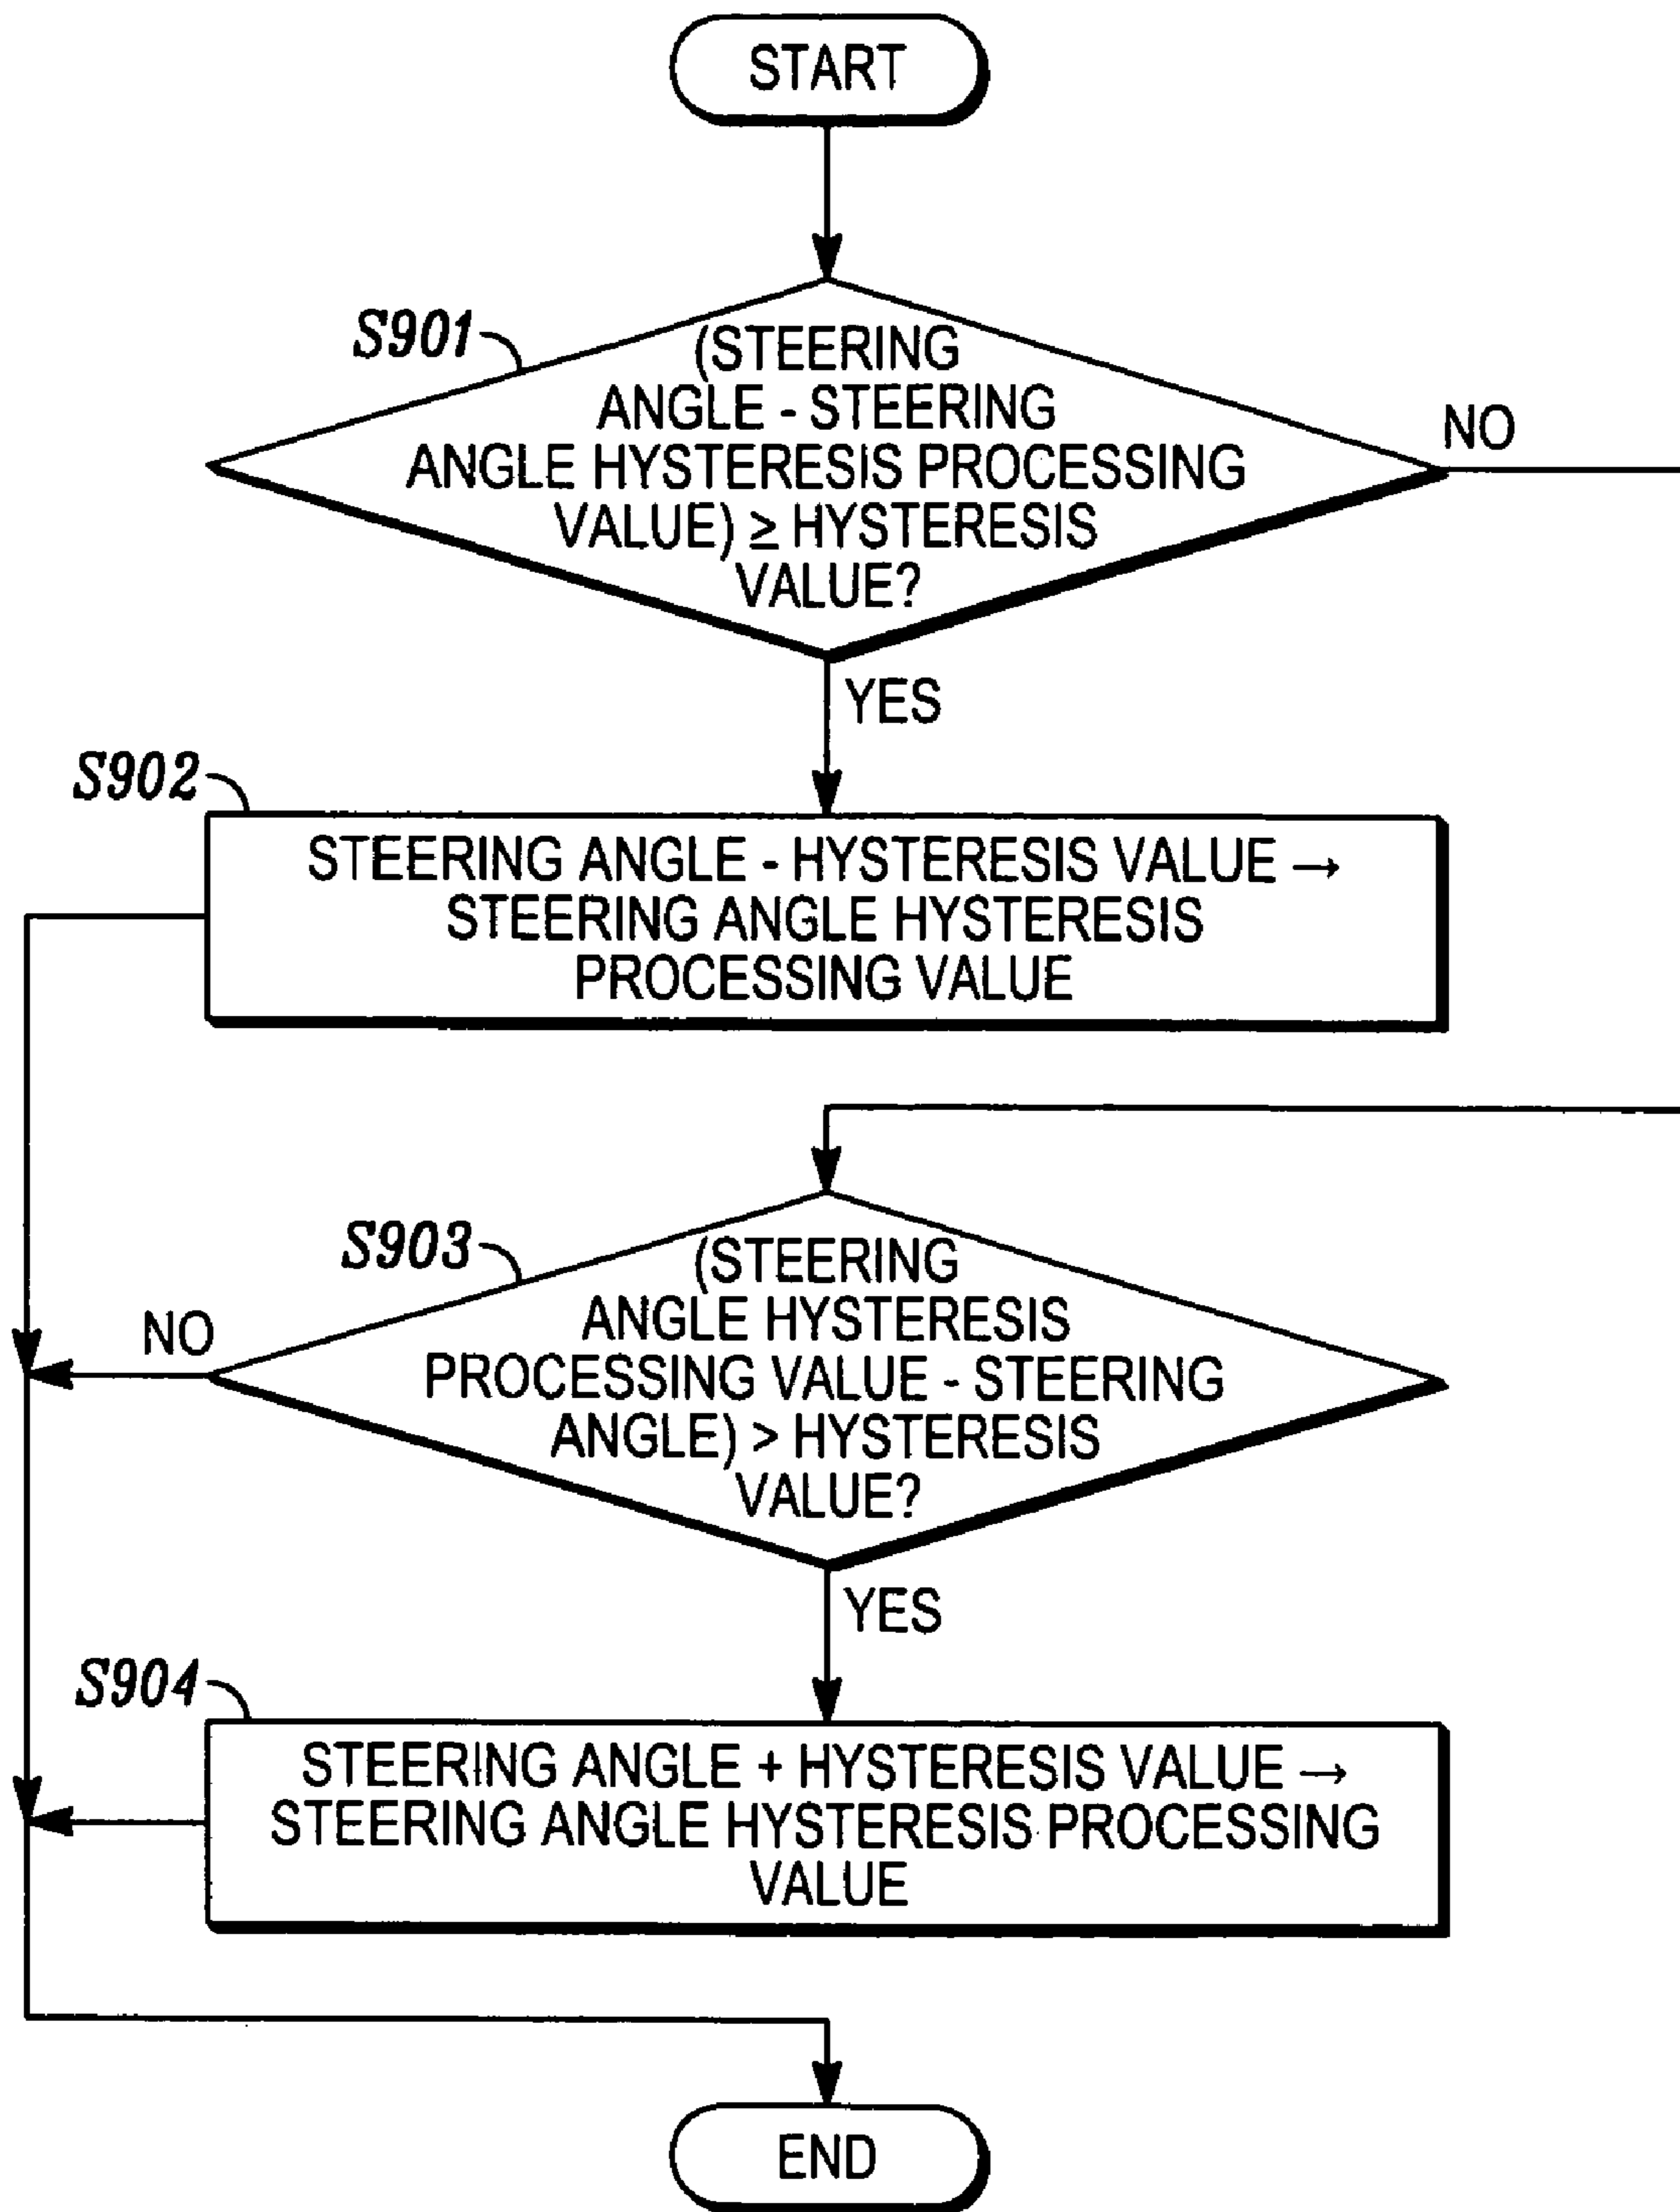 START
S901
(STEERING
ANGLE - STEERING
ANGLE HYSTERESIS PROCESSING
VALUE) ≥ HYSTERESIS
VALUE?
NO
YES
S902
STEERING ANGLE - HYSTERESIS VALUE →
STEERING ANGLE HYSTERESIS
PROCESSING VALUE
S903
(STEERING
ANGLE HYSTERESIS
PROCESSING VALUE - STEERING
ANGLE) > HYSTERESIS
VALUE?
NO
YES
S904
STEERING ANGLE + HYSTERESIS VALUE →
STEERING ANGLE HYSTERESIS PROCESSING
VALUE
END